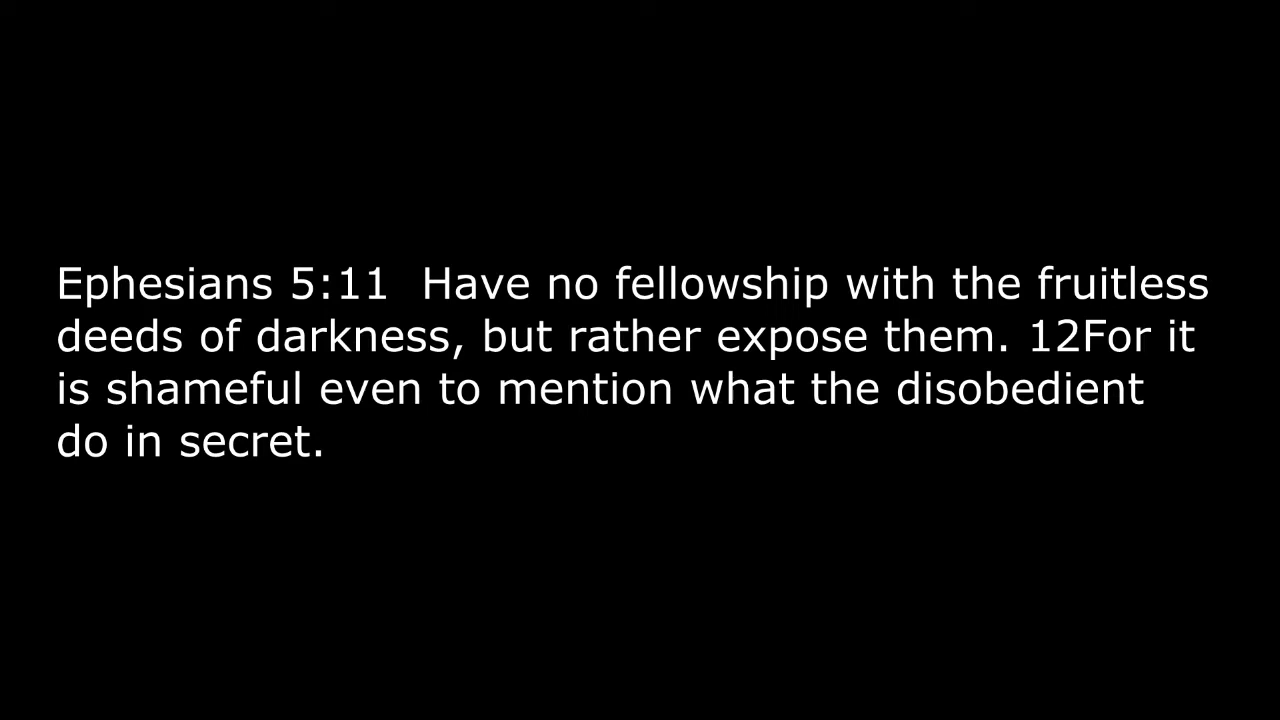 Ephesians 5:11  Have no fellowship with the fruitless
deeds of darkness, but rather expose them. 12For it
is shameful even to mention what the disobedient
do in secret.